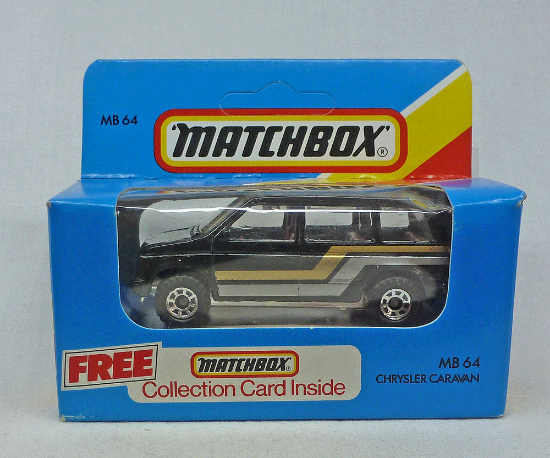 MB 64
"MATCHBOX"®
FREE
"MATCHBOX"®
Collection Card Inside
MB 64
CHRYSLER CARAVAN